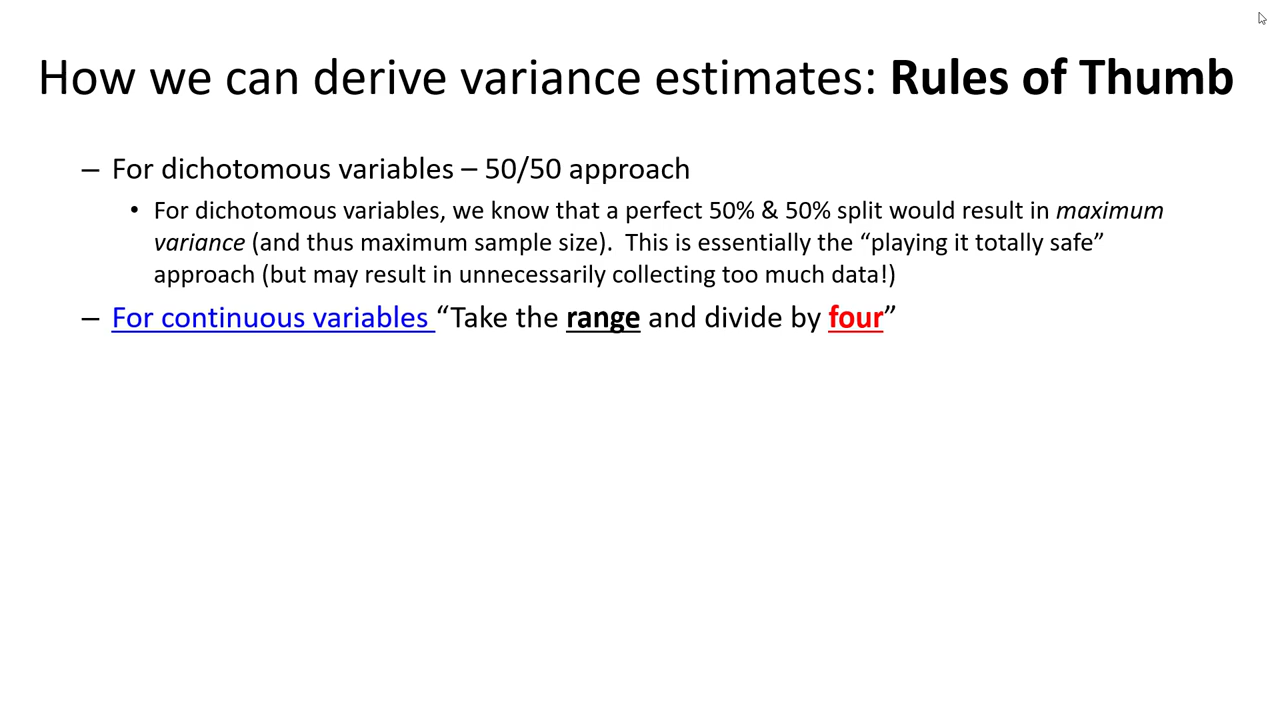 How we can derive variance estimates: Rules of Thumb
– For dichotomous variables – 50/50 approach
• For dichotomous variables, we know that a perfect 50% & 50% split would result in maximum
variance (and thus maximum sample size).  This is essentially the “playing it totally safe”
approach (but may result in unnecessarily collecting too much data!)
– For continuous variables “Take the range and divide by four”